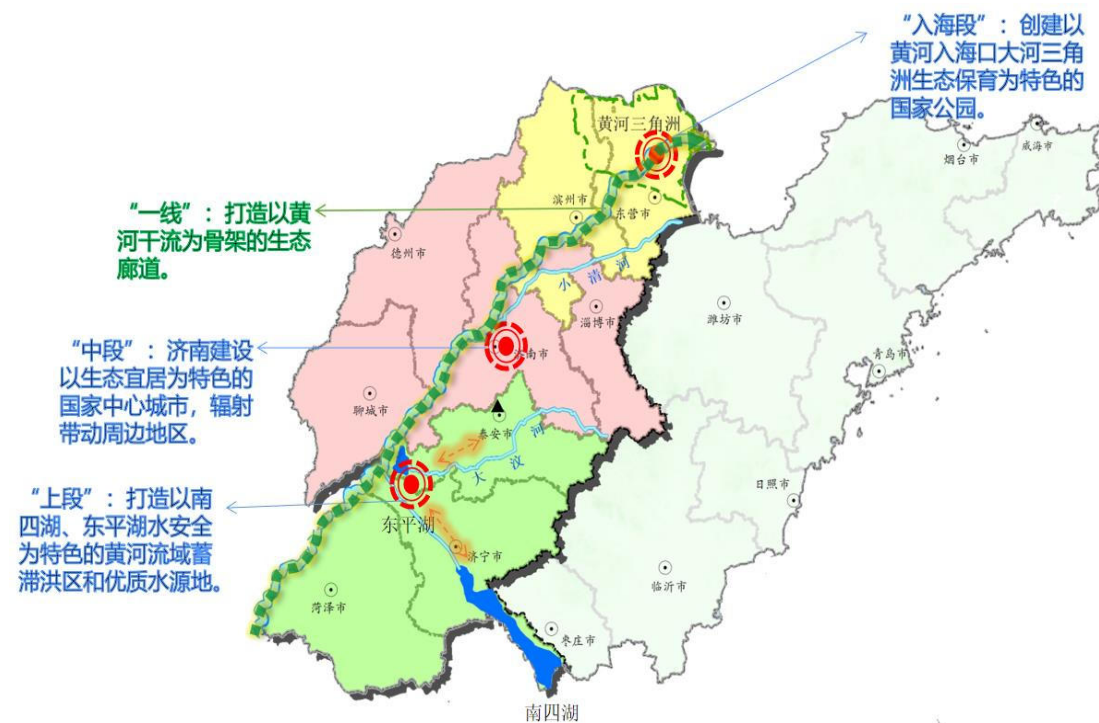 “入海段”：创建以
黄河入海口大河三角
洲生态保育为特色的
国家公园。
黄河三角洲
烟台市
威海市
“一线”：打造以黄
河干流为骨架的生态
廊道。
滨州市
东营市
德州市
小清河
淄博市
潍坊市
“中段”：济南建设
以生态宜居为特色的
国家中心城市，辐射
带动周边地区。
济南市
青岛市
聊城市
泰安市
大汶河
“上段”：打造以南
四湖、东平湖水安全
为特色的黄河流域蓄
滞洪区和优质水源地。
东平湖
日照市
济宁市
临沂市
菏泽市
枣庄市
南四湖